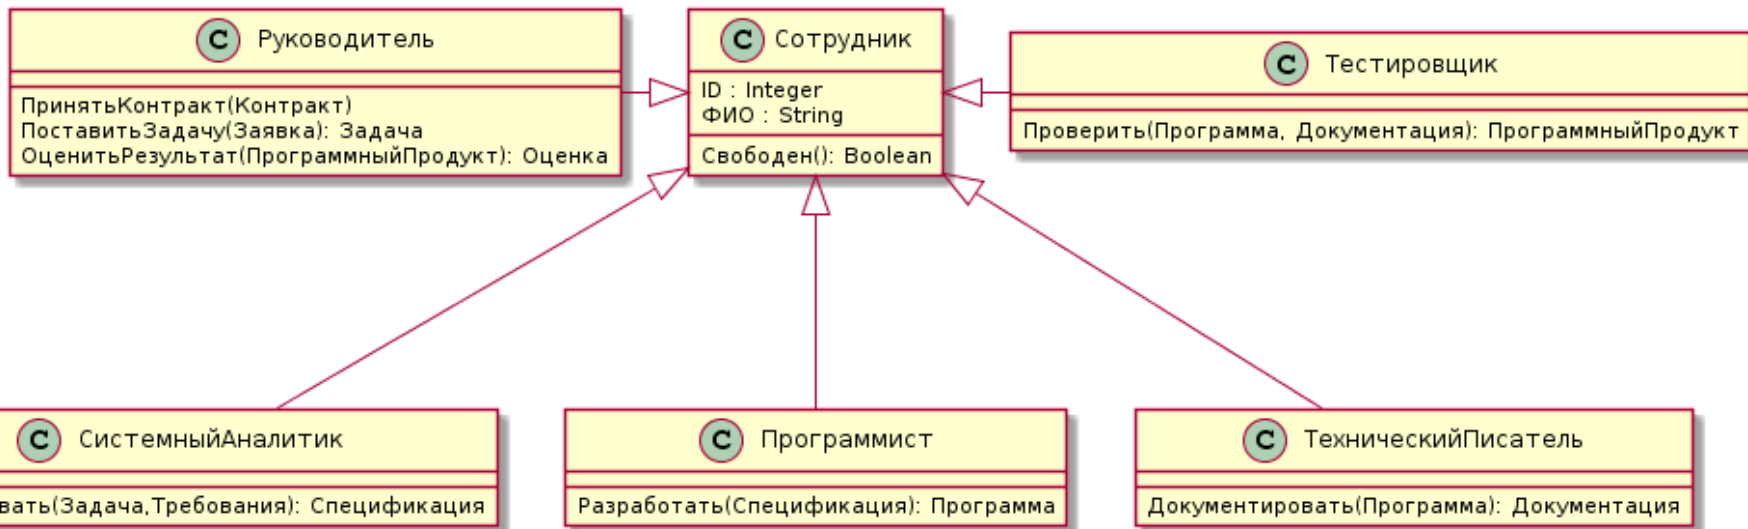 C Руководитель
ПринятьКонтракт(Контракт)
ПоставитьЗадачу(Заявка): Задача
ОценитьРезультат(ПрограммныйПродукт): Оценка
C Сотрудник
ID : Integer
ФИО : String
Свободен(): Boolean
C Тестировщик
Проверить(Программа, Документация): ПрограммныйПродукт
C СистемныйАналитик
вать(Задача,Требования): Спецификация
C Программист
Разработать(Спецификация): Программа
C ТехническийПисатель
Документировать(Программа): Документация